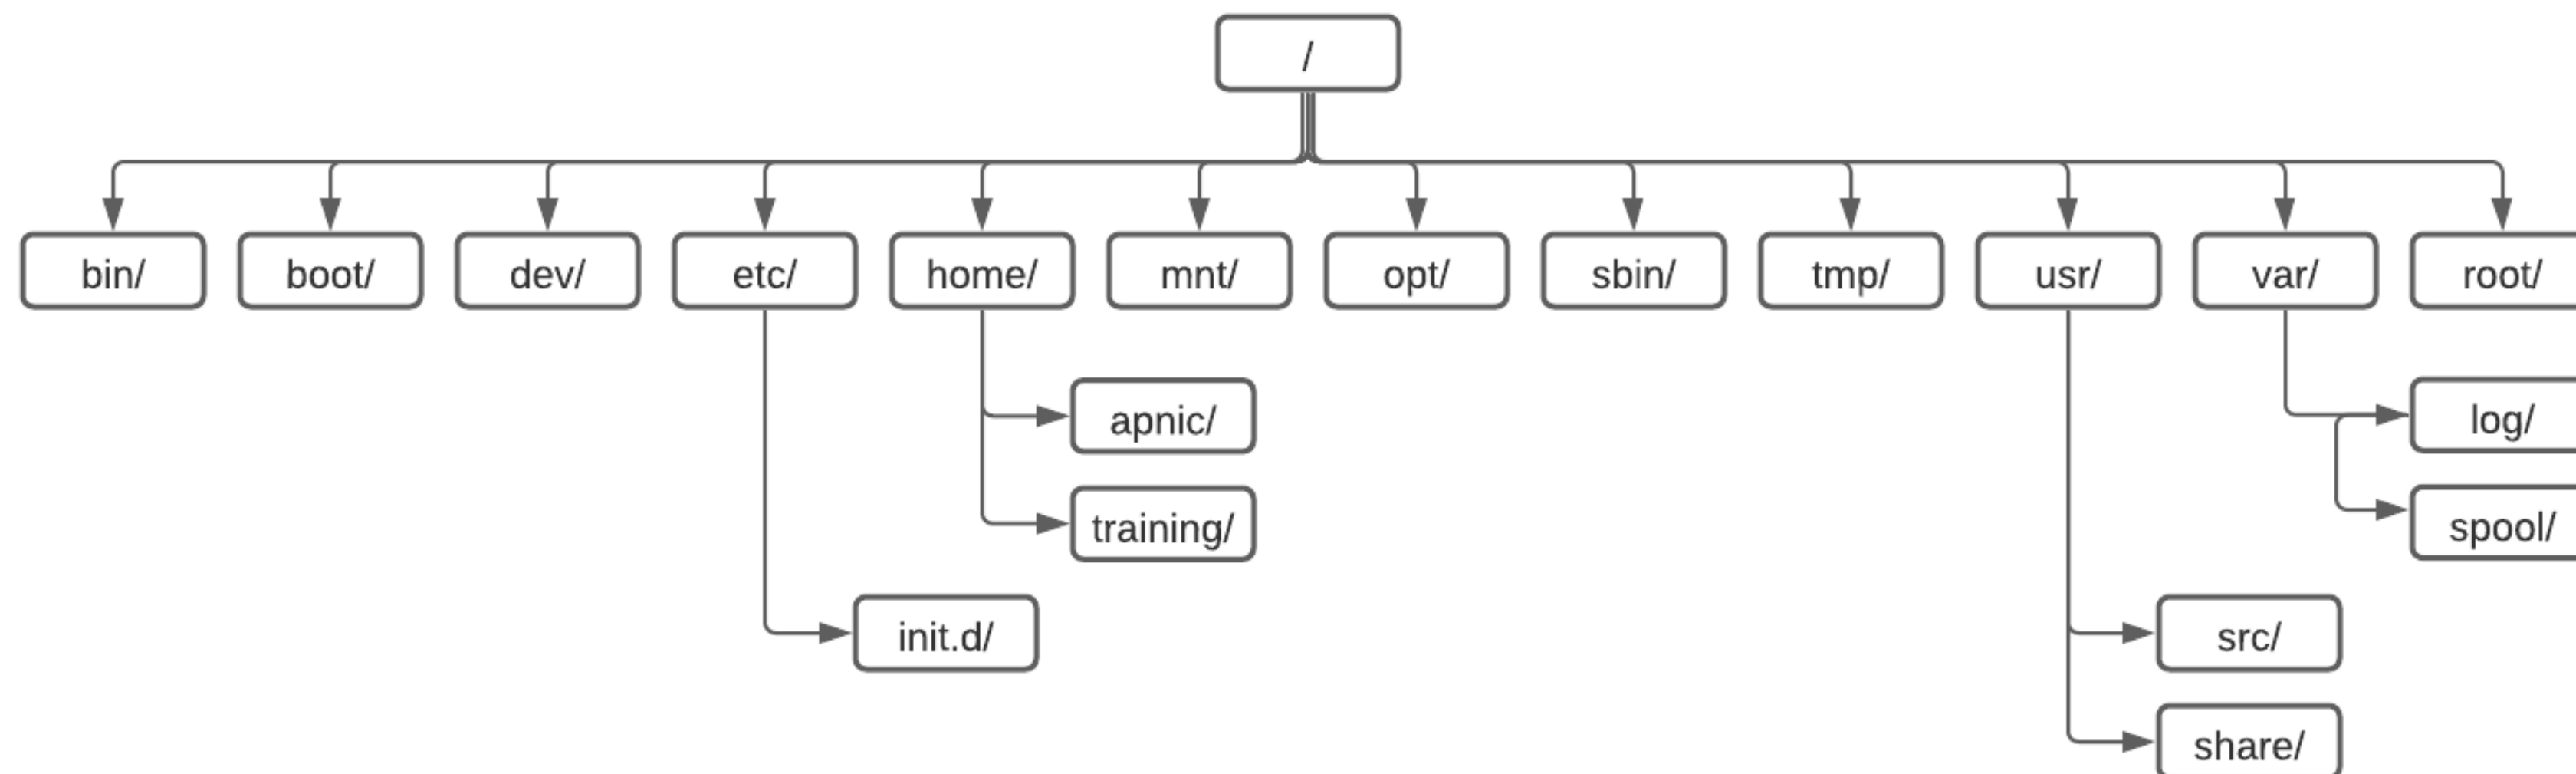 /
bin/
boot/
dev/
etc/
home/
mnt/
opt/
sbin/
tmp/
usr/
var/
root/
apnic/
log/
training/
spool/
init.d/
src/
share/